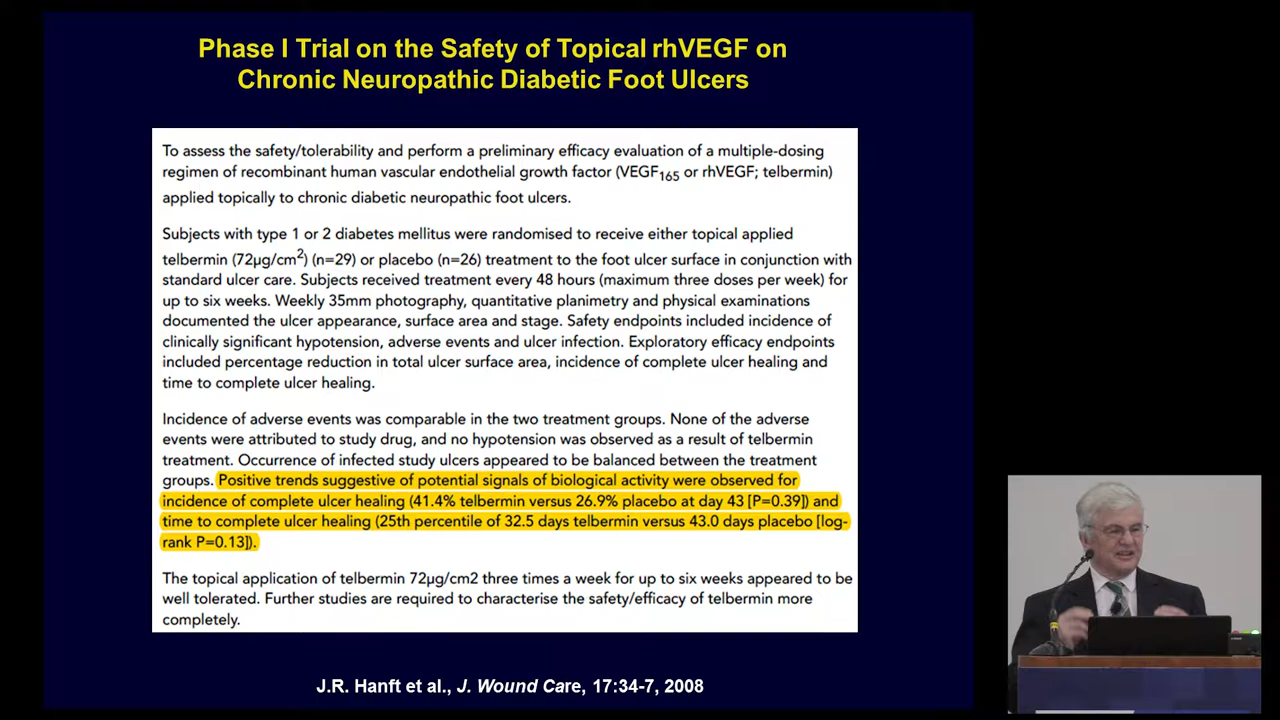 Phase I Trial on the Safety of Topical rhVEGF on
Chronic Neuropathic Diabetic Foot Ulcers
To assess the safety/tolerability and perform a preliminary efficacy evaluation of a multiple-dosing
regimen of recombinant human vascular endothelial growth factor (VEGF165 or rhVEGF; telbermin)
applied topically to chronic diabetic neuropathic foot ulcers.
Subjects with type 1 or 2 diabetes mellitus were randomised to receive either topical applied
telbermin (72µg/cm2) (n=29) or placebo (n=26) treatment to the foot ulcer surface in conjunction with
standard ulcer care. Subjects received treatment every 48 hours (maximum three doses per week) for
up to six weeks. Weekly 35mm photography, quantitative planimetry and physical examinations
documented the ulcer appearance, surface area and stage. Safety endpoints included incidence of
clinically significant hypotension, adverse events and ulcer infection. Exploratory efficacy endpoints
included percentage reduction in total ulcer surface area, incidence of complete ulcer healing and
time to complete ulcer healing.
Incidence of adverse events was comparable in the two treatment groups. None of the adverse
events were attributed to study drug, and no hypotension was observed as a result of telbermin
treatment. Occurrence of infected study ulcers appeared to be balanced between the treatment
groups. Positive trends suggestive of potential signals of biological activity were observed for
incidence of complete ulcer healing (41.4% telbermin versus 26.9% placebo at day 43 [P=0.39]) and
time to complete ulcer healing (25th percentile of 32.5 days telbermin versus 43.0 days placebo [log-
rank P=0.13]).
The topical application of telbermin 72µg/cm2 three times a week for up to six weeks appeared to be
well tolerated. Further studies are required to characterise the safety/efficacy of telbermin more
completely.
J.R. Hanft et al., J. Wound Care, 17:34-7, 2008